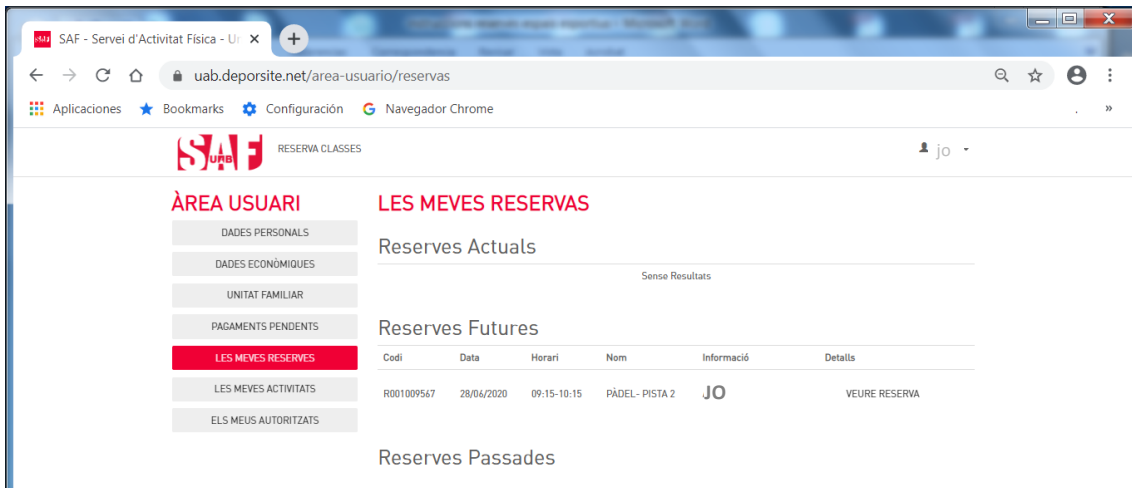 SAF - Servei d'Activitat Física - Un
uab.deporsite.net/area-usuario/reservas
Aplicaciones Bookmarks Configuración Navegador Chrome
SAF UAB RESERVA CLASSES jo
ÀREA USUARI
DADES PERSONALS
DADES ECONÒMIQUES
UNITAT FAMILIAR
PAGAMENTS PENDENTS
LES MEVES RESERVES
LES MEVES ACTIVITATS
ELS MEUS AUTORITZATS
LES MEVES RESERVAS
Reserves Actuals
Sense Resultats
Reserves Futures
Codi Data Horari Nom Informació Detalls
R001009567 28/06/2020 09:15-10:15 PÀDEL- PISTA 2 JO VEURE RESERVA
Reserves Passades